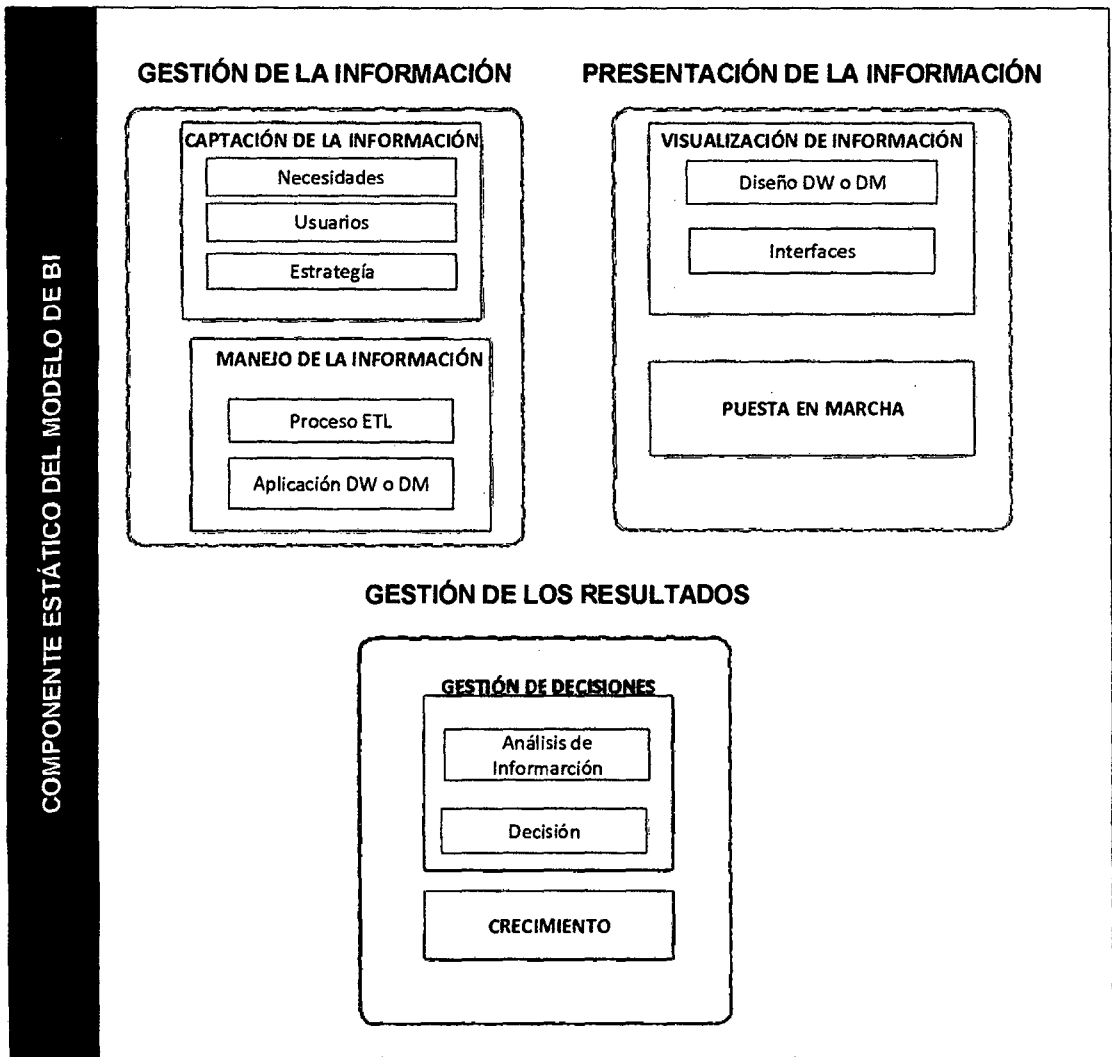 COMPONENTE ESTÁTICO DEL MODELO DE BI
GESTIÓN DE LA INFORMACIÓN
CAPTACIÓN DE LA INFORMACIÓN
Necesidades
Usuarios
Estrategía
MANEJO DE LA INFORMACIÓN
Proceso ETL
Aplicación DW o DM
PRESENTACIÓN DE LA INFORMACIÓN
VISUALIZACIÓN DE INFORMACIÓN
Diseño DW o DM
Interfaces
PUESTA EN MARCHA
GESTIÓN DE LOS RESULTADOS
GESTIÓN DE DECISIONES
Análisis de
Informarción
Decisión
CRECIMIENTO